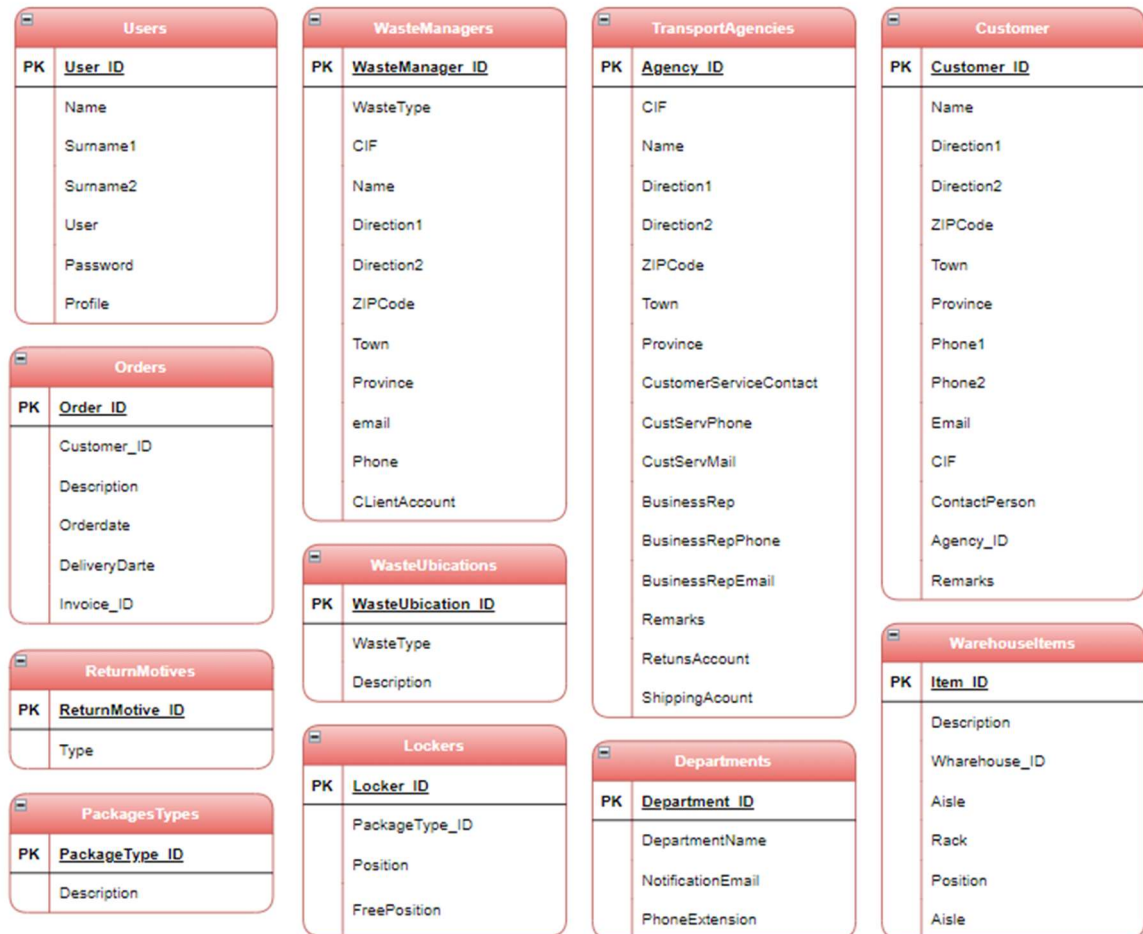 Users
PK User_ID
Name
Surname1
Surname2
User
Password
Profile
Orders
PK Order_ID
Customer_ID
Description
Orderdate
DeliveryDarte
Invoice_ID
ReturnMotives
PK ReturnMotive_ID
Type
PackagesTypes
PK PackageType_ID
Description
WasteManagers
PK WasteManager_ID
WasteType
CIF
Name
Direction1
Direction2
ZIPCode
Town
Province
email
Phone
CLientAccount
WasteUbications
PK WasteUbication_ID
WasteType
Description
Lockers
PK Locker_ID
PackageType_ID
Position
FreePosition
TransportAgencies
PK Agency_ID
CIF
Name
Direction1
Direction2
ZIPCode
Town
Province
CustomerServiceContact
CustServPhone
CustServMail
BusinessRep
BusinessRepPhone
BusinessRepEmail
Remarks
RetunsAccount
ShippingAcount
Departments
PK Department_ID
DepartmentName
NotificationEmail
PhoneExtension
Customer
PK Customer_ID
Name
Direction1
Direction2
ZIPCode
Town
Province
Phone1
Phone2
Email
CIF
ContactPerson
Agency_ID
Remarks
WarehouseItems
PK Item_ID
Description
Wharehouse_ID
Aisle
Rack
Position
Aisle